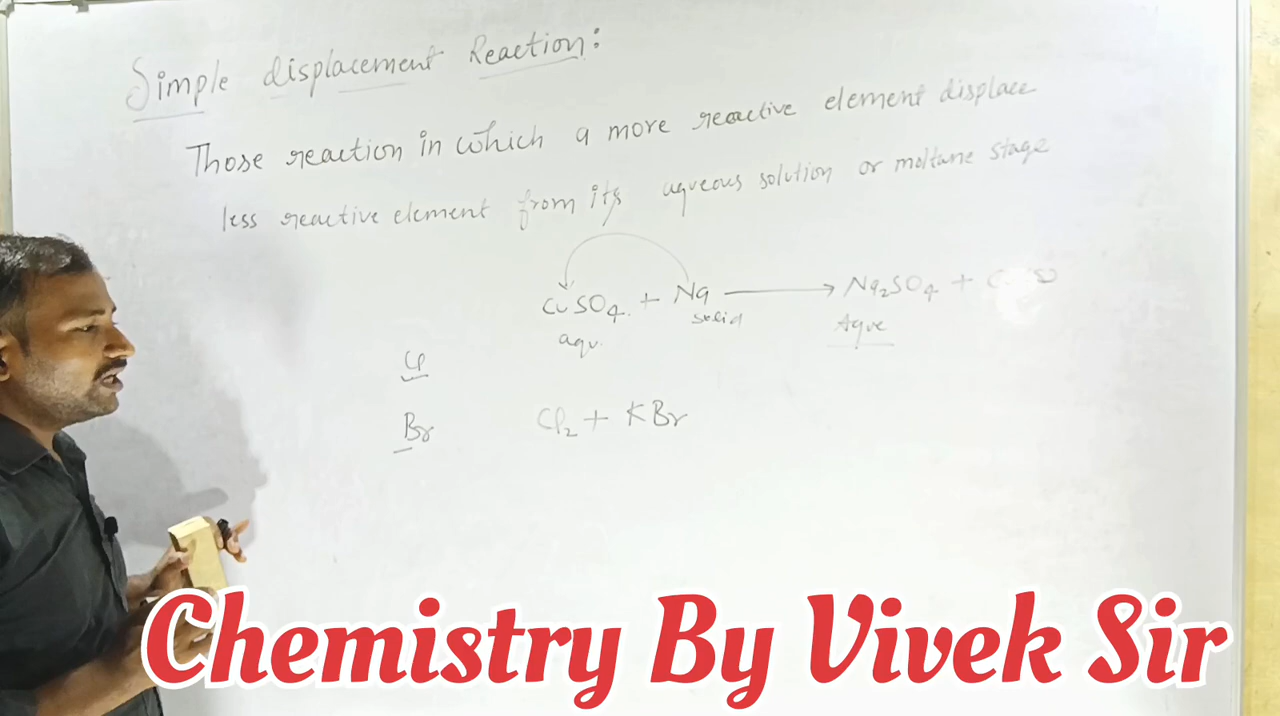 Simple displacement Reaction:
Those reaction in which a more reactive element displace
less reactive element from its aqueous solution or moltane stage
CuSO₄ + Na ⟶ Na₂SO₄ +
aqu. solid Aque
Cl
Br Cl₂ + KBr
Chemistry By Vivek Sir